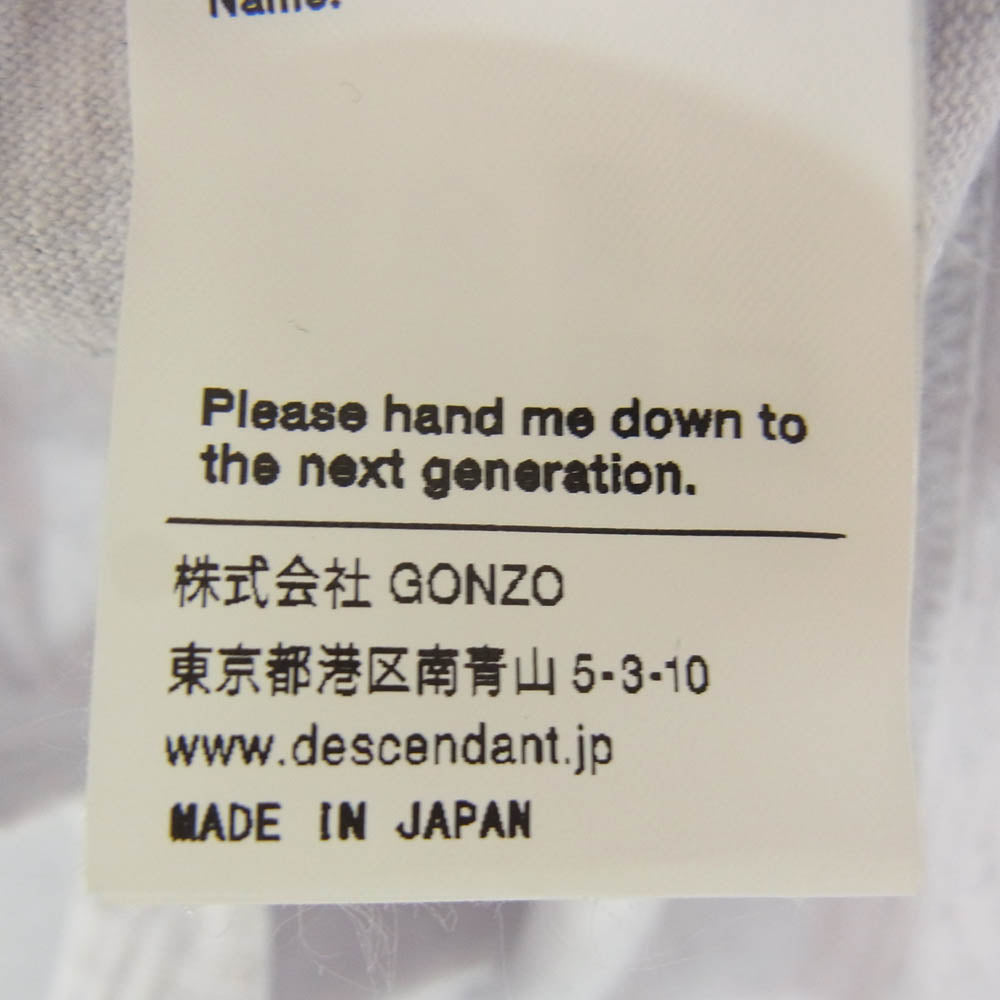 Name:
Please hand me down to
the next generation.
株式会社 GONZO
東京都港区南青山 5-3-10
www.descendant.jp
MADE IN JAPAN